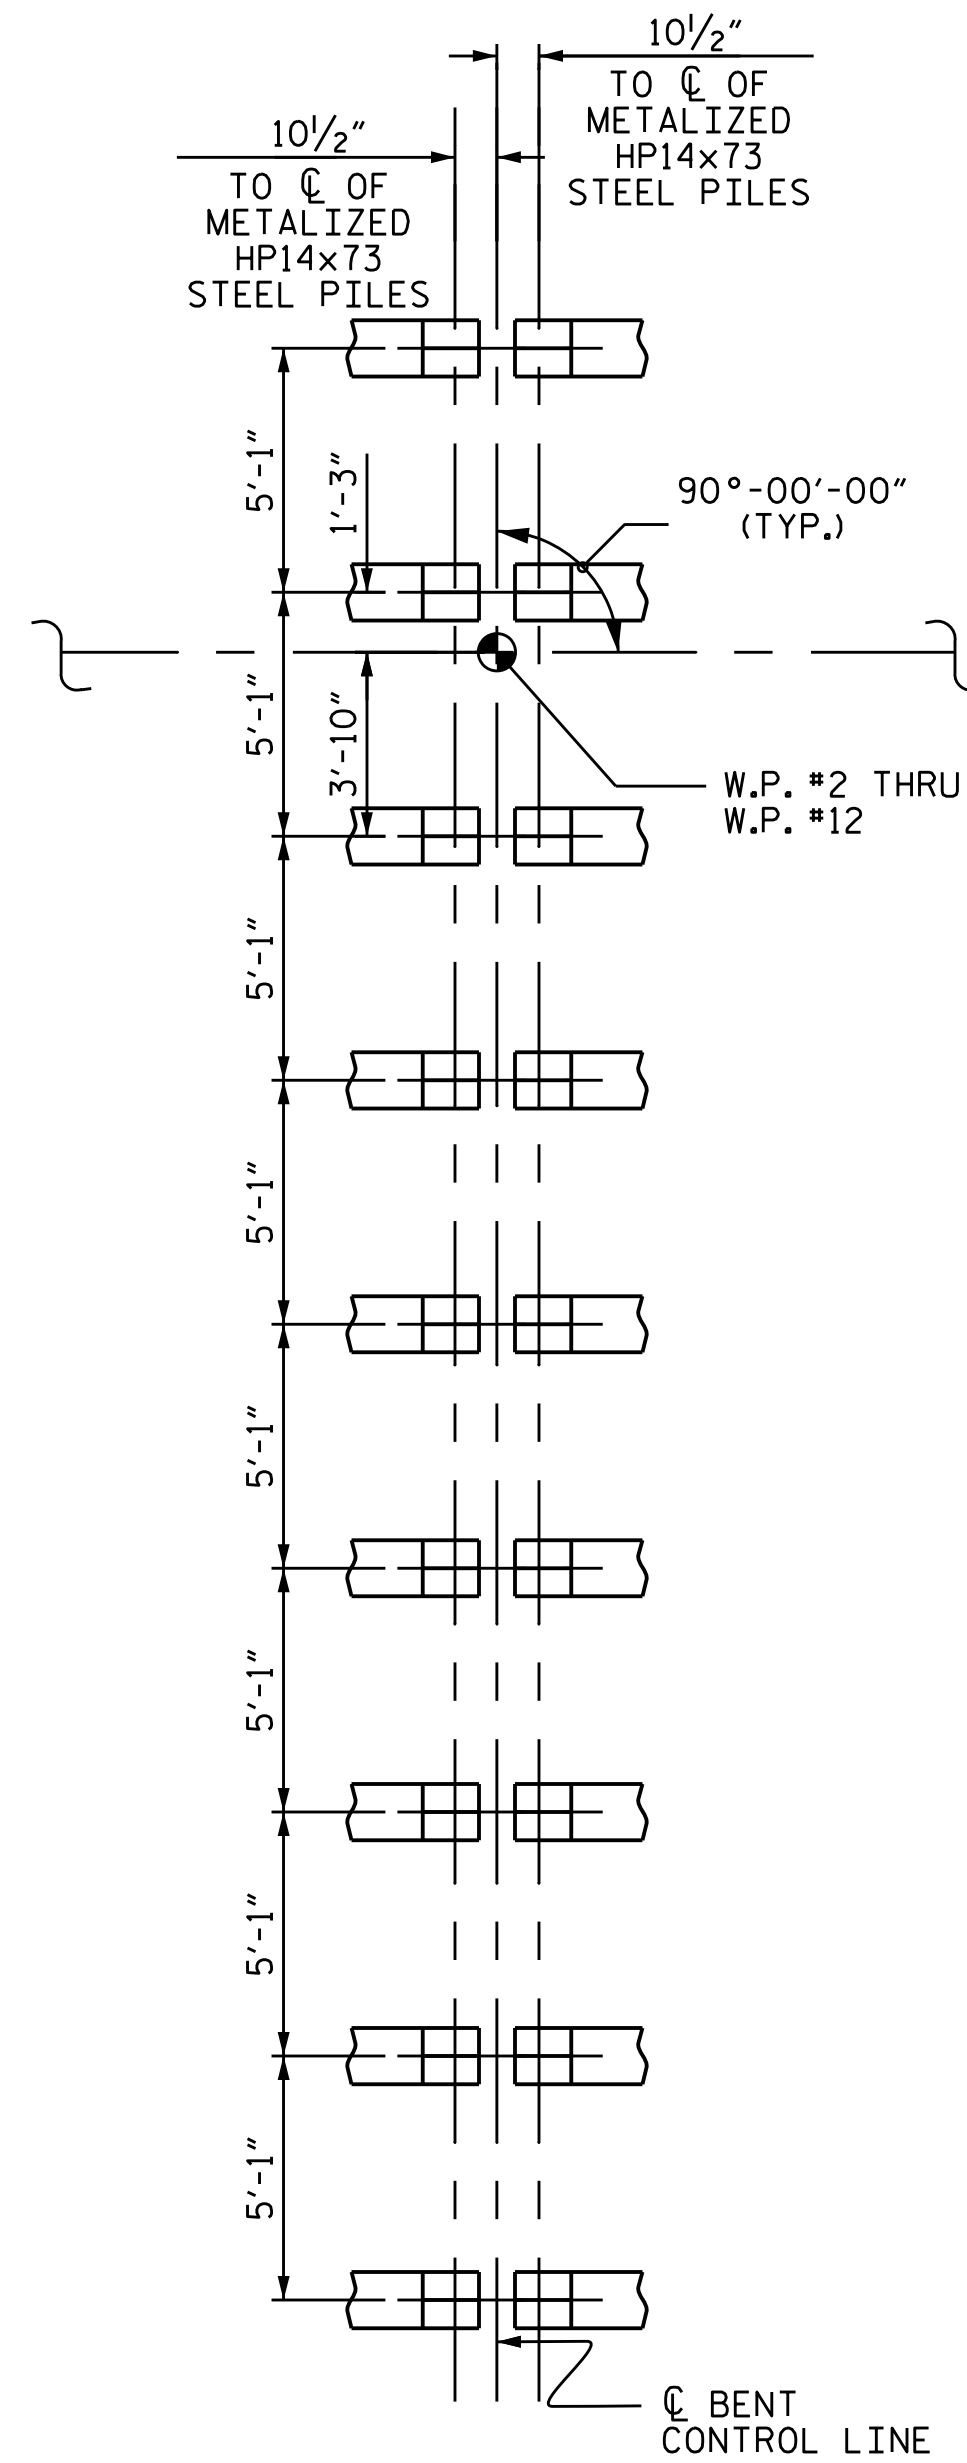 10½"
TO ℄ OF
METALIZED
HP14x73
STEEL PILES
10½"
TO ℄ OF
METALIZED
HP14x73
STEEL PILES
5'-1"
1'-3"
90°-00'-00"
(TYP.)
5'-1"
3'-10"
W.P. #2 THRU
W.P. #12
5'-1"
5'-1"
5'-1"
5'-1"
5'-1"
5'-1"
℄ BENT
CONTROL LINE